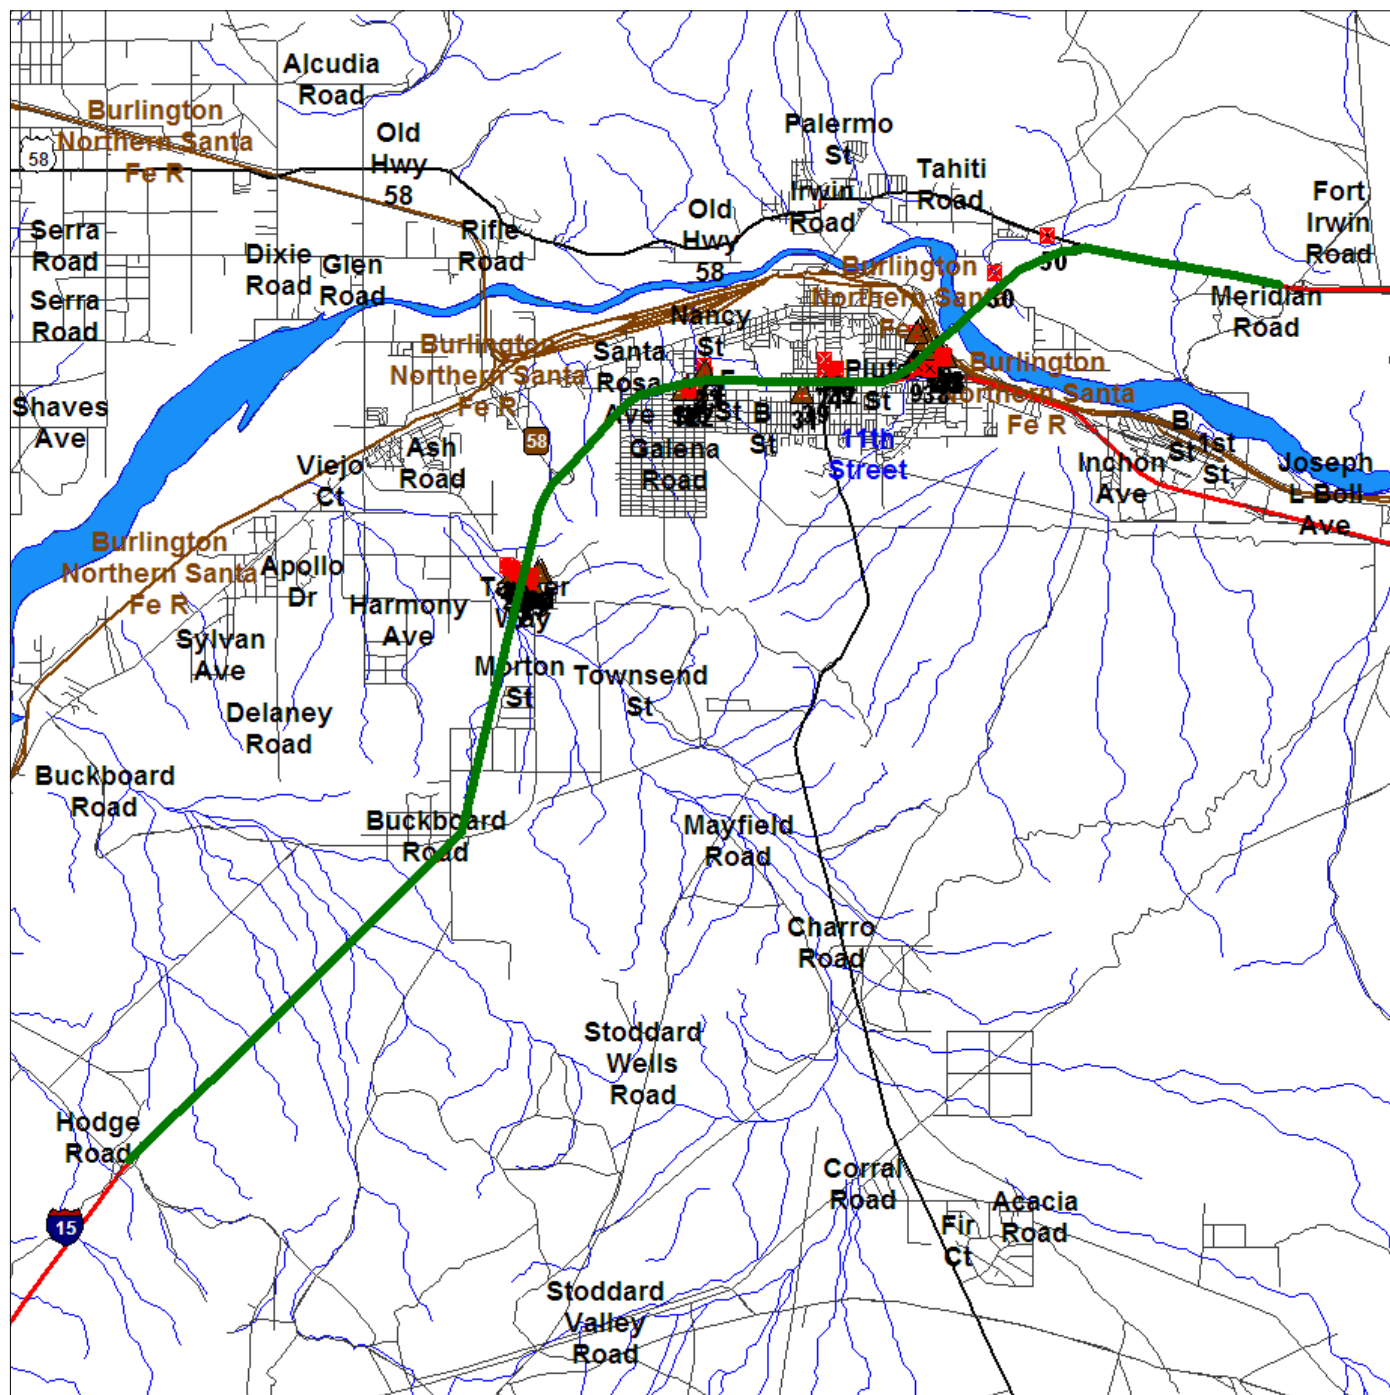 Alcudia
Road
Burlington
Northern Santa
Fe R
58
Old
Hwy
58
Palermo
St
Tahiti
Road
Irwin
Road
Fort
Irwin
Road
Old
Hwy
58
Serra
Road
Dixie
Road
Glen
Road
Rifle
Road
Serra
Road
Burlington
Northern Santa
Fe
50
Meridian
Road
Nancy
St
Burlington
Northern Santa
Fe R
Santa
Rosa
Ave
St
B
St
St
Burlington
Northern Santa
Fe R
Shaves
Ave
58
Ash
Road
Viejo
Ct
Galena
Road
11th
Street
B
St
1st
St
Inchon
Ave
Joseph
L Boll
Ave
Burlington
Northern Santa
Fe R
Apollo
Dr
Harmony
Ave
Way
Sylvan
Ave
Morton
St
Townsend
St
Delaney
Road
Buckboard
Road
Buckboard
Road
Mayfield
Road
Charro
Road
Stoddard
Wells
Road
Hodge
Road
15
Corral
Road
Acacia
Road
Fir
Ct
Stoddard
Valley
Road